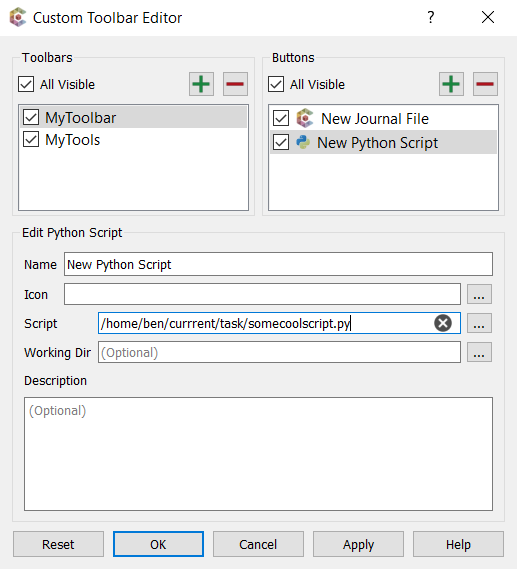 Custom Toolbar Editor ?
Toolbars
All Visible
MyToolbar
MyTools
Buttons
All Visible
New Journal File
New Python Script
Edit Python Script
Name New Python Script
Icon ...
Script /home/ben/currrent/task/somecoolscript.py ...
Working Dir (Optional) ...
Description
(Optional)
Reset OK Cancel Apply Help